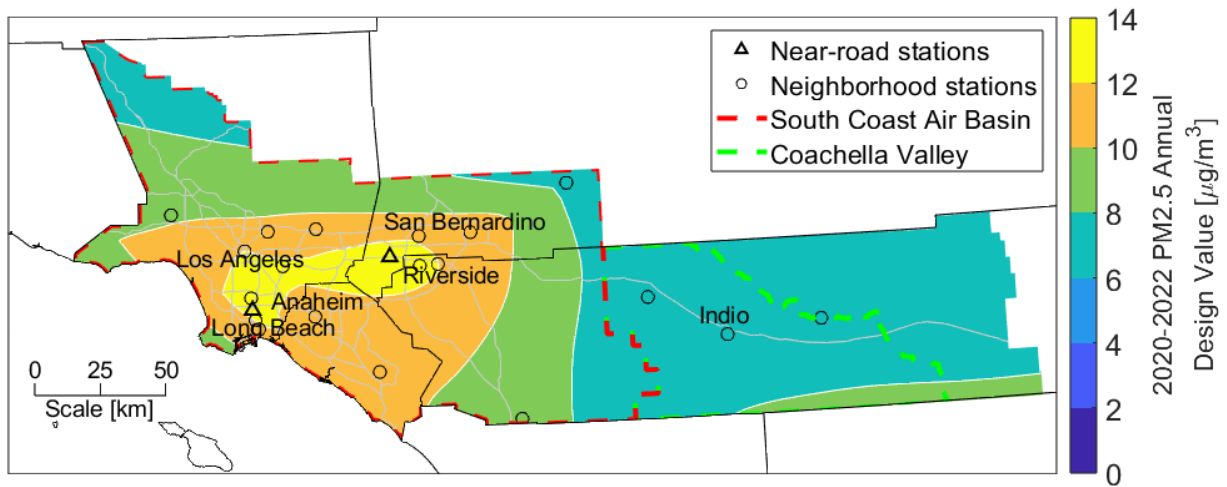 Near-road stations
Neighborhood stations
South Coast Air Basin
Coachella Valley
San Bernardino
Los Angeles
Riverside
Anaheim
Long Beach
Indio
0 25 50
Scale [km]
14
12
10
8
6
4
2
0
2020-2022 PM2.5 Annual
Design Value [μg/m³]